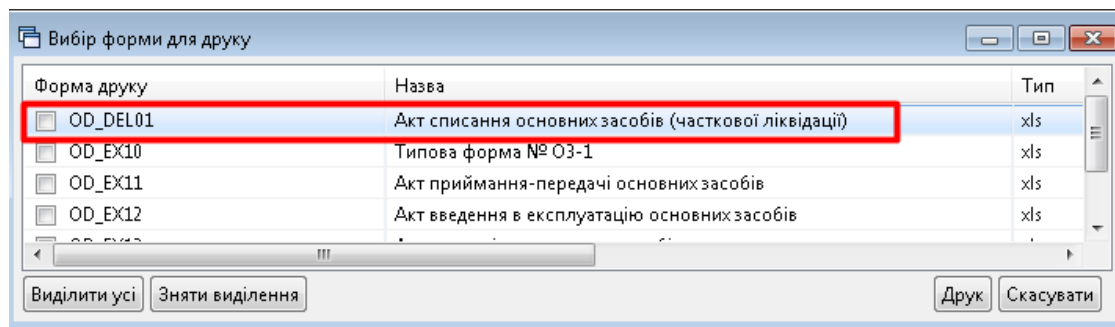 Вибір форми для друку
Форма друку Назва Тип
OD_DEL01 Акт списання основних засобів (часткової ліквідації) xls
OD_EX10 Типова форма № ОЗ-1 xls
OD_EX11 Акт приймання-передачі основних засобів xls
OD_EX12 Акт введення в експлуатацію основних засобів xls
Виділити усі Зняти виділення Друк Скасувати